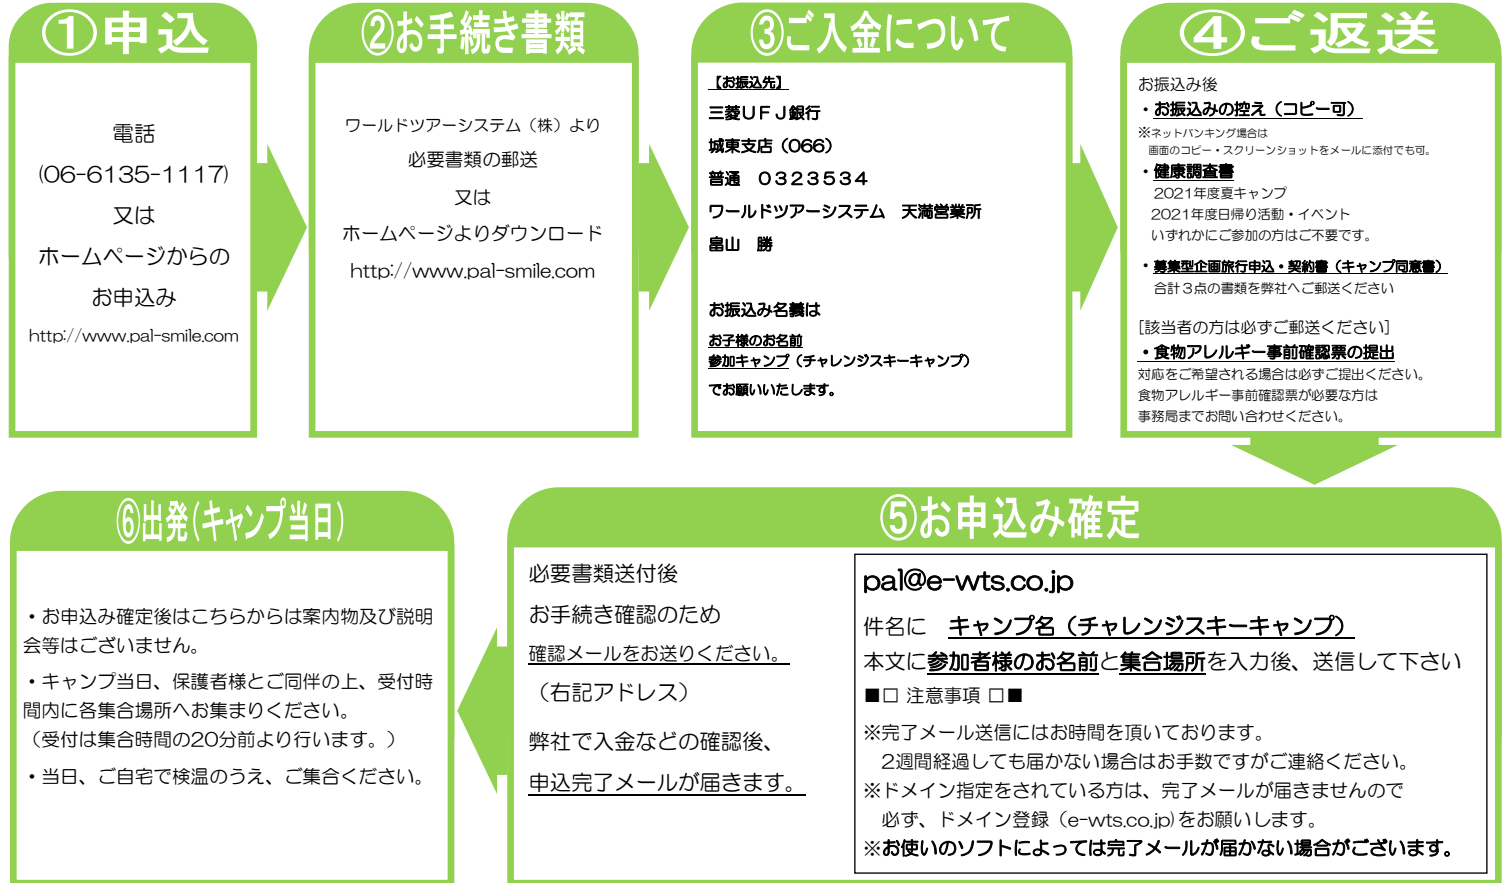 ①申込
電話
(06-6135-1117)
又は
ホームページからの
お申込み
http://www.pal-smile.com
②お手続き書類
ワールドツアーシステム（株）より
必要書類の郵送
又は
ホームページよりダウンロード
http://www.pal-smile.com
③ご入金について
【お振込先】
三菱ＵＦＪ銀行
城東支店（066）
普通　０３２３５３４
ワールドツアーシステム　天満営業所
畠山　勝
お振込み名義は
お子様のお名前
参加キャンプ（チャレンジスキーキャンプ）
でお願いいたします。
④ご返送
お振込み後
・お振込みの控え（コピー可）
※ネットバンキング場合は
画面のコピー・スクリーンショットをメールに添付でも可。
・健康調査書
2021年度夏キャンプ
2021年度日帰り活動・イベント
いずれかにご参加の方はご不要です。
・募集型企画旅行申込・契約書（キャンプ同意書）
合計３点の書類を弊社へご郵送ください
[該当者の方は必ずご郵送ください]
・食物アレルギー事前確認票の提出
対応をご希望される場合は必ずご提出ください。
食物アレルギー事前確認票が必要な方は
事務局までお問い合わせください。
⑤お申込み確定
必要書類送付後
お手続き確認のため
確認メールをお送りください。
（右記アドレス）
弊社で入金などの確認後、
申込完了メールが届きます。
pal@e-wts.co.jp
件名に　キャンプ名（チャレンジスキーキャンプ）
本文に参加者様のお名前と集合場所を入力後、送信して下さい
■□ 注意事項 □■
※完了メール送信にはお時間を頂いております。
2週間経過しても届かない場合はお手数ですがご連絡ください。
※ドメイン指定をされている方は、完了メールが届きませんので
必ず、ドメイン登録（e-wts.co.jp)をお願いします。
※お使いのソフトによっては完了メールが届かない場合がございます。
⑥出発(キャンプ当日)
・お申込み確定後はこちらからは案内物及び説明
会等はございません。
・キャンプ当日、保護者様とご同伴の上、受付時
間内に各集合場所へお集まりください。
（受付は集合時間の20分前より行います。）
・当日、ご自宅で検温のうえ、ご集合ください。